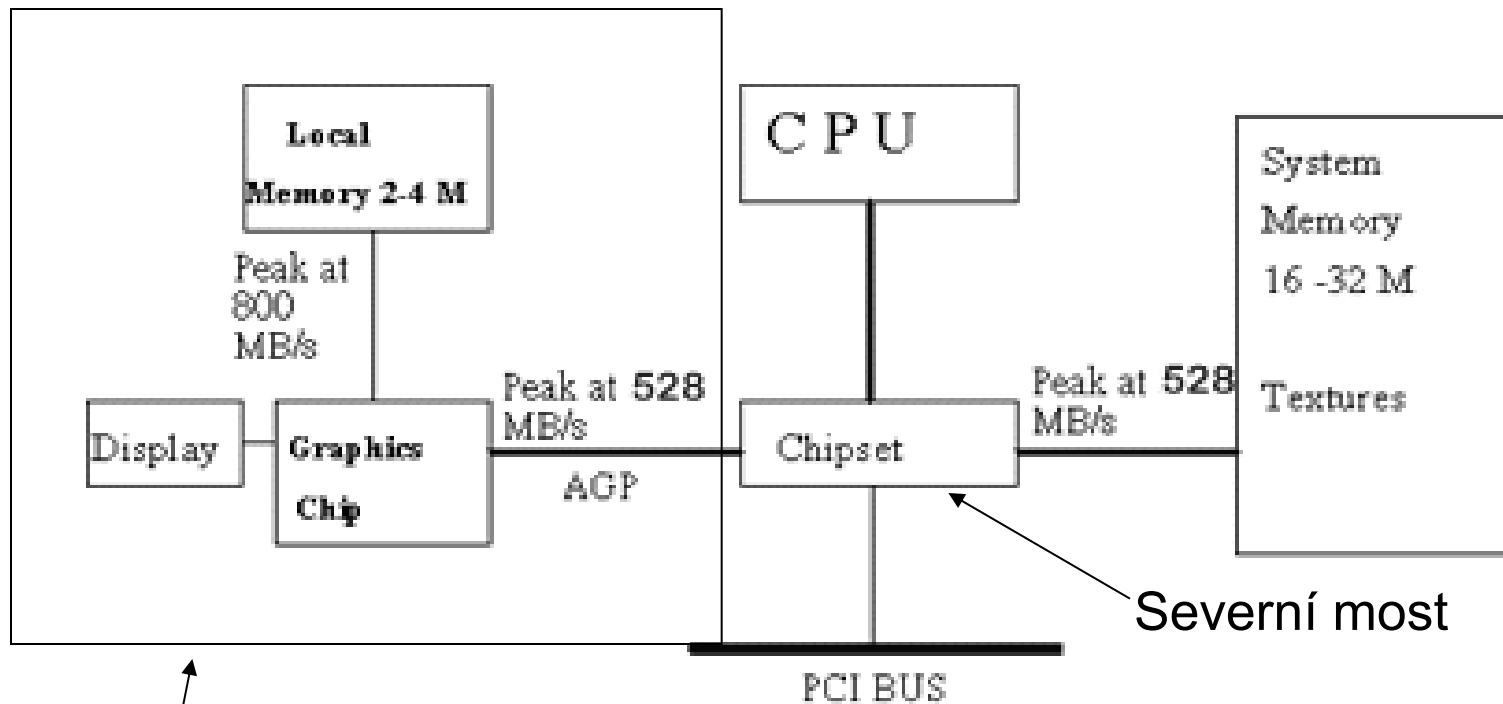 Local
Memory 2-4 M
Peak at
800
MB/s
Display
Graphics
Chip
Peak at 528
MB/s
AGP
CPU
Chipset
Peak at 528
MB/s
System
Memory
16 -32 M
Textures
Severní most
PCI BUS